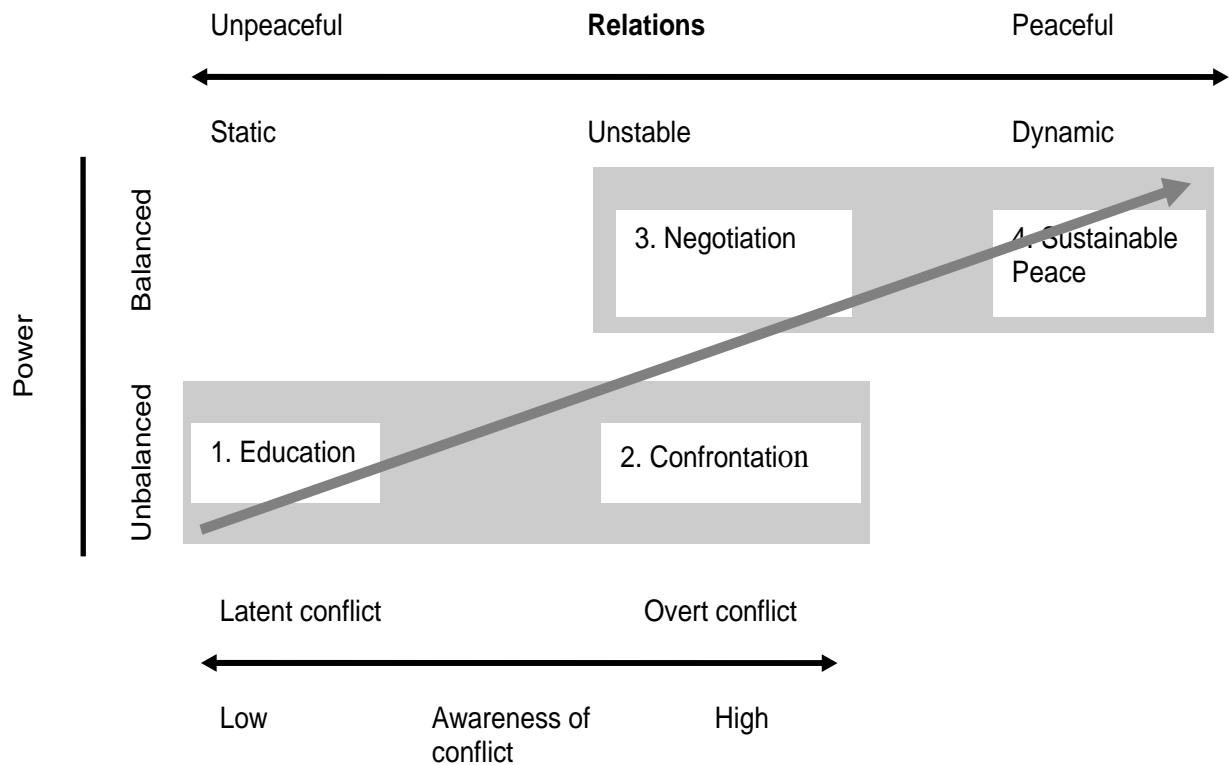 Unpeaceful Relations Peaceful
Static Unstable Dynamic
Power
Balanced
3. Negotiation
4. Sustainable
Peace
Unbalanced
1. Education
2. Confrontation
Latent conflict Overt conflict
Low Awareness of High
conflict